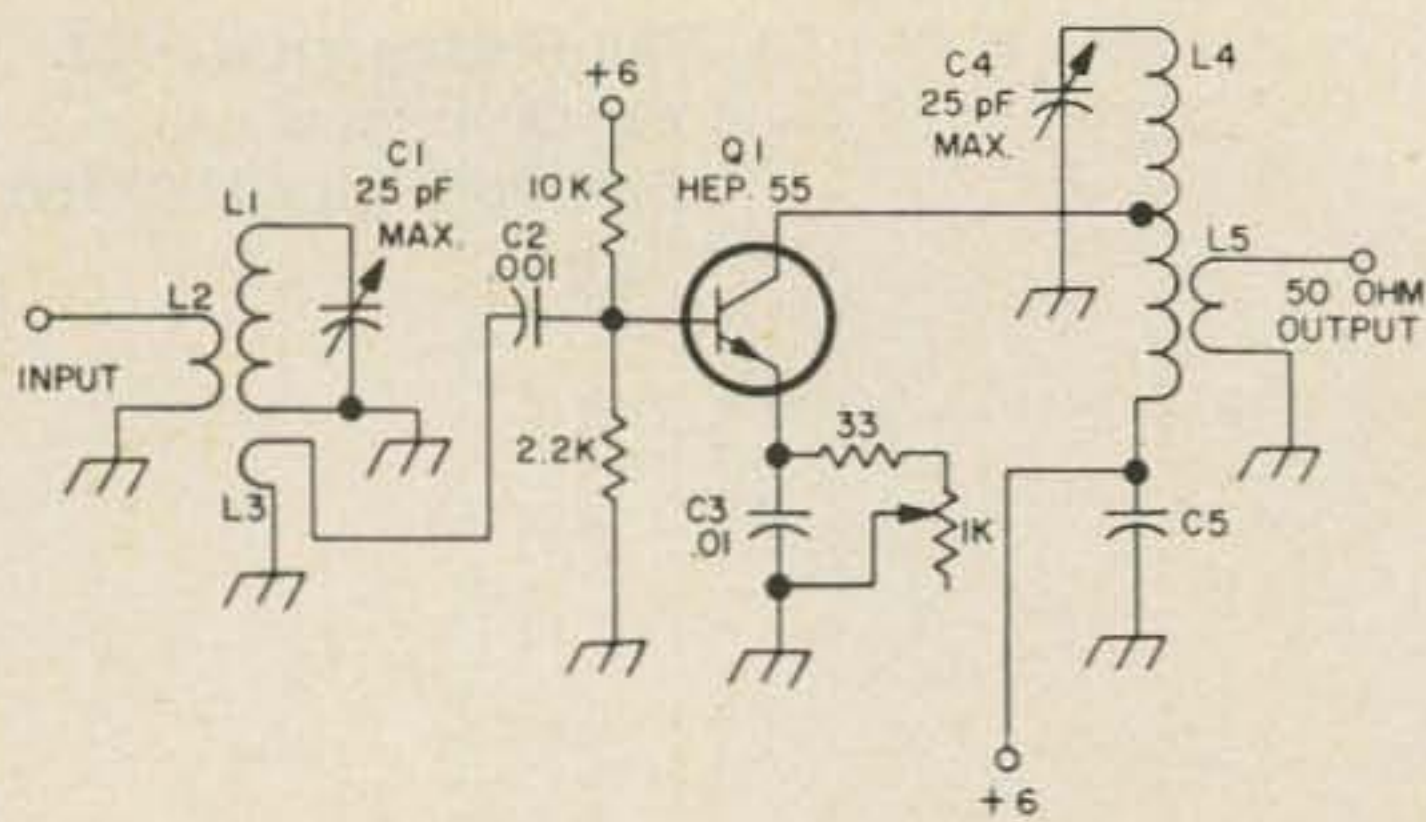 +6
C4
25 pF
MAX.
L4
C1
25 pF
MAX.
L1
10K
Q1
HEP. 55
C2
.001
L2
L5
50 OHM
OUTPUT
INPUT
2.2K
33
L3
C3
.01
1K
C5
+6